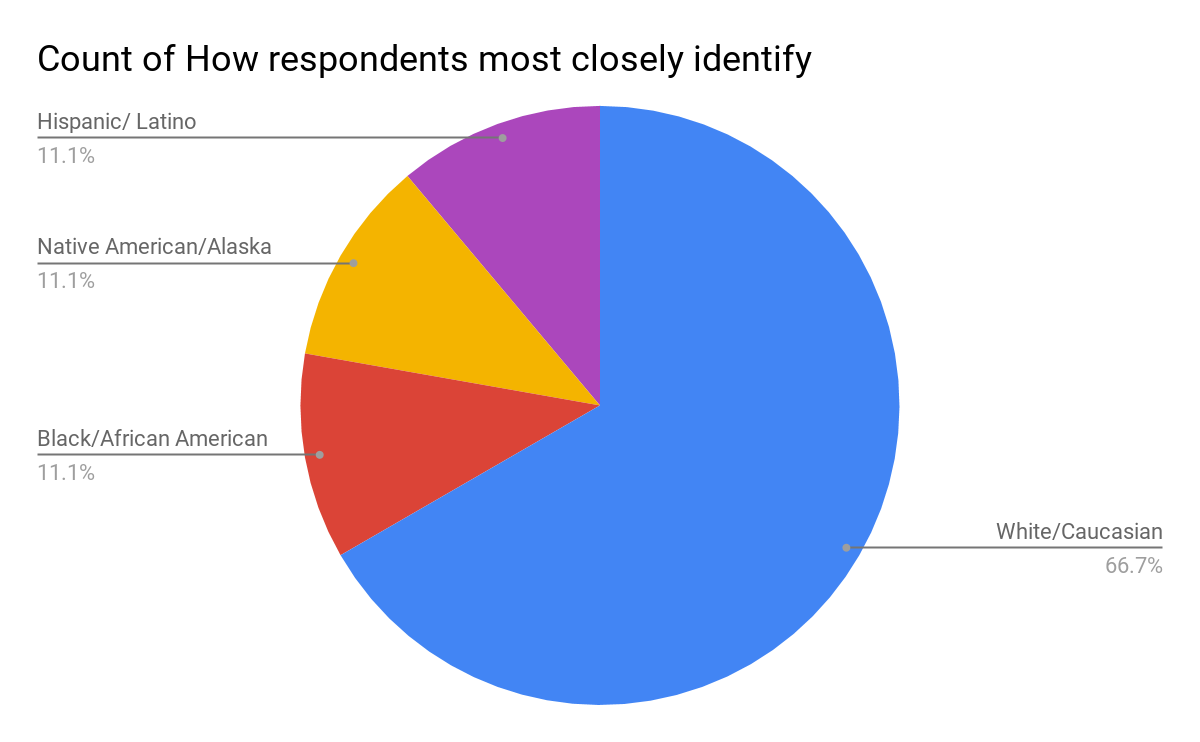 Count of How respondents most closely identify
Hispanic/ Latino
11.1%
Native American/Alaska
11.1%
Black/African American
11.1%
White/Caucasian
66.7%